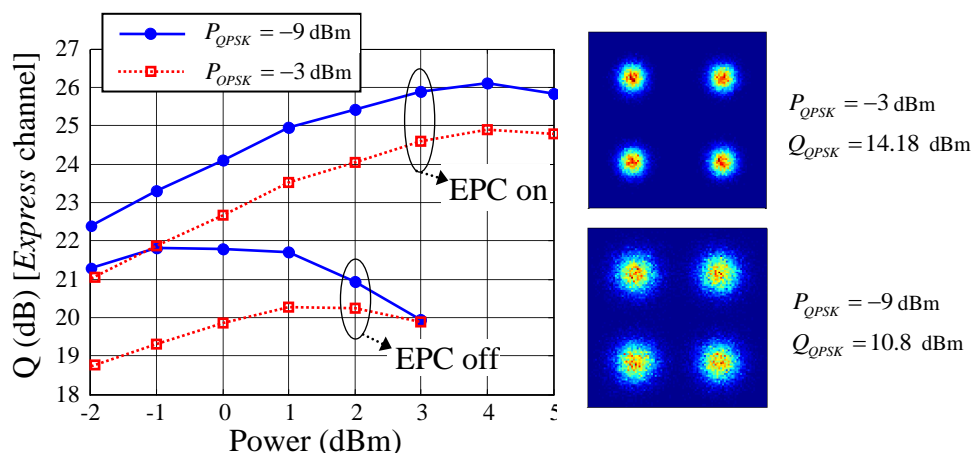 P_QPSK = −9 dBm
P_QPSK = −3 dBm
Q (dB) [Express channel]
27
26
25
24
23
22
21
20
19
18
-2
-1
0
1
2
3
4
5
Power (dBm)
EPC on
EPC off
P_QPSK = −3 dBm
Q_QPSK = 14.18 dBm
P_QPSK = −9 dBm
Q_QPSK = 10.8 dBm